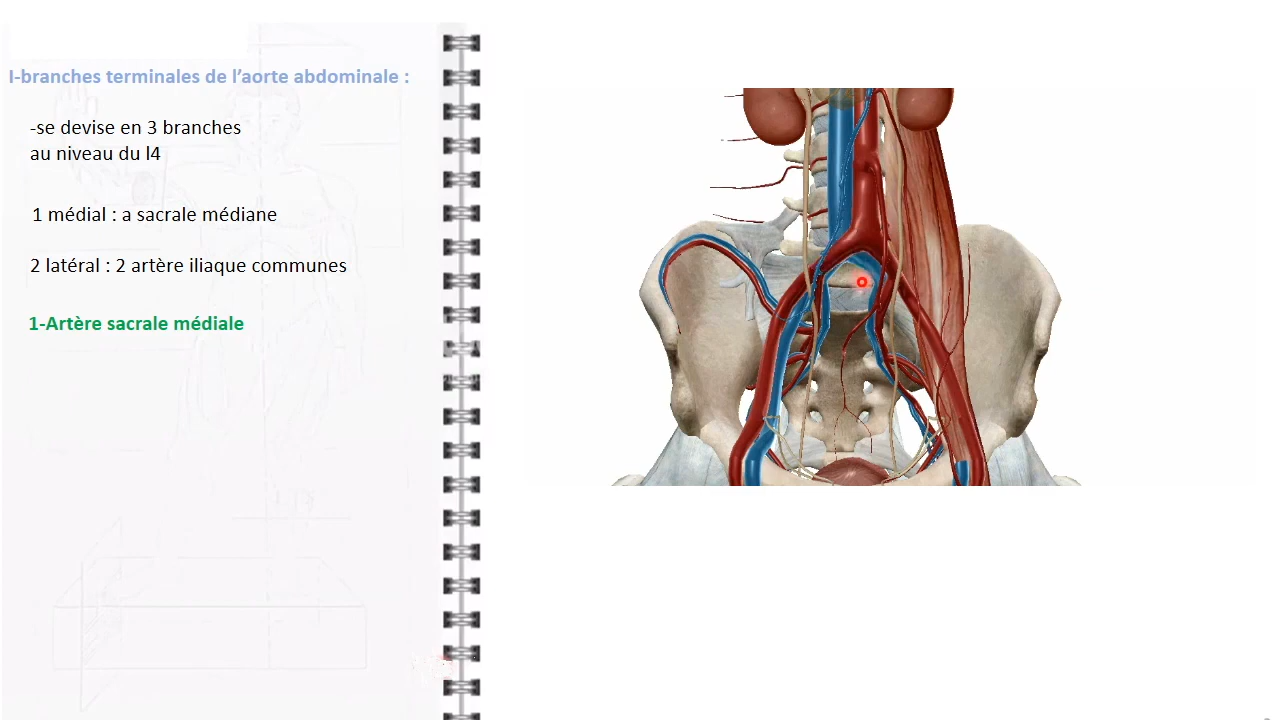 I-branches terminales de l’aorte abdominale :
-se devise en 3 branches
au niveau du l4
1 médial : a sacrale médiane
2 latéral : 2 artère iliaque communes
1-Artère sacrale médiale